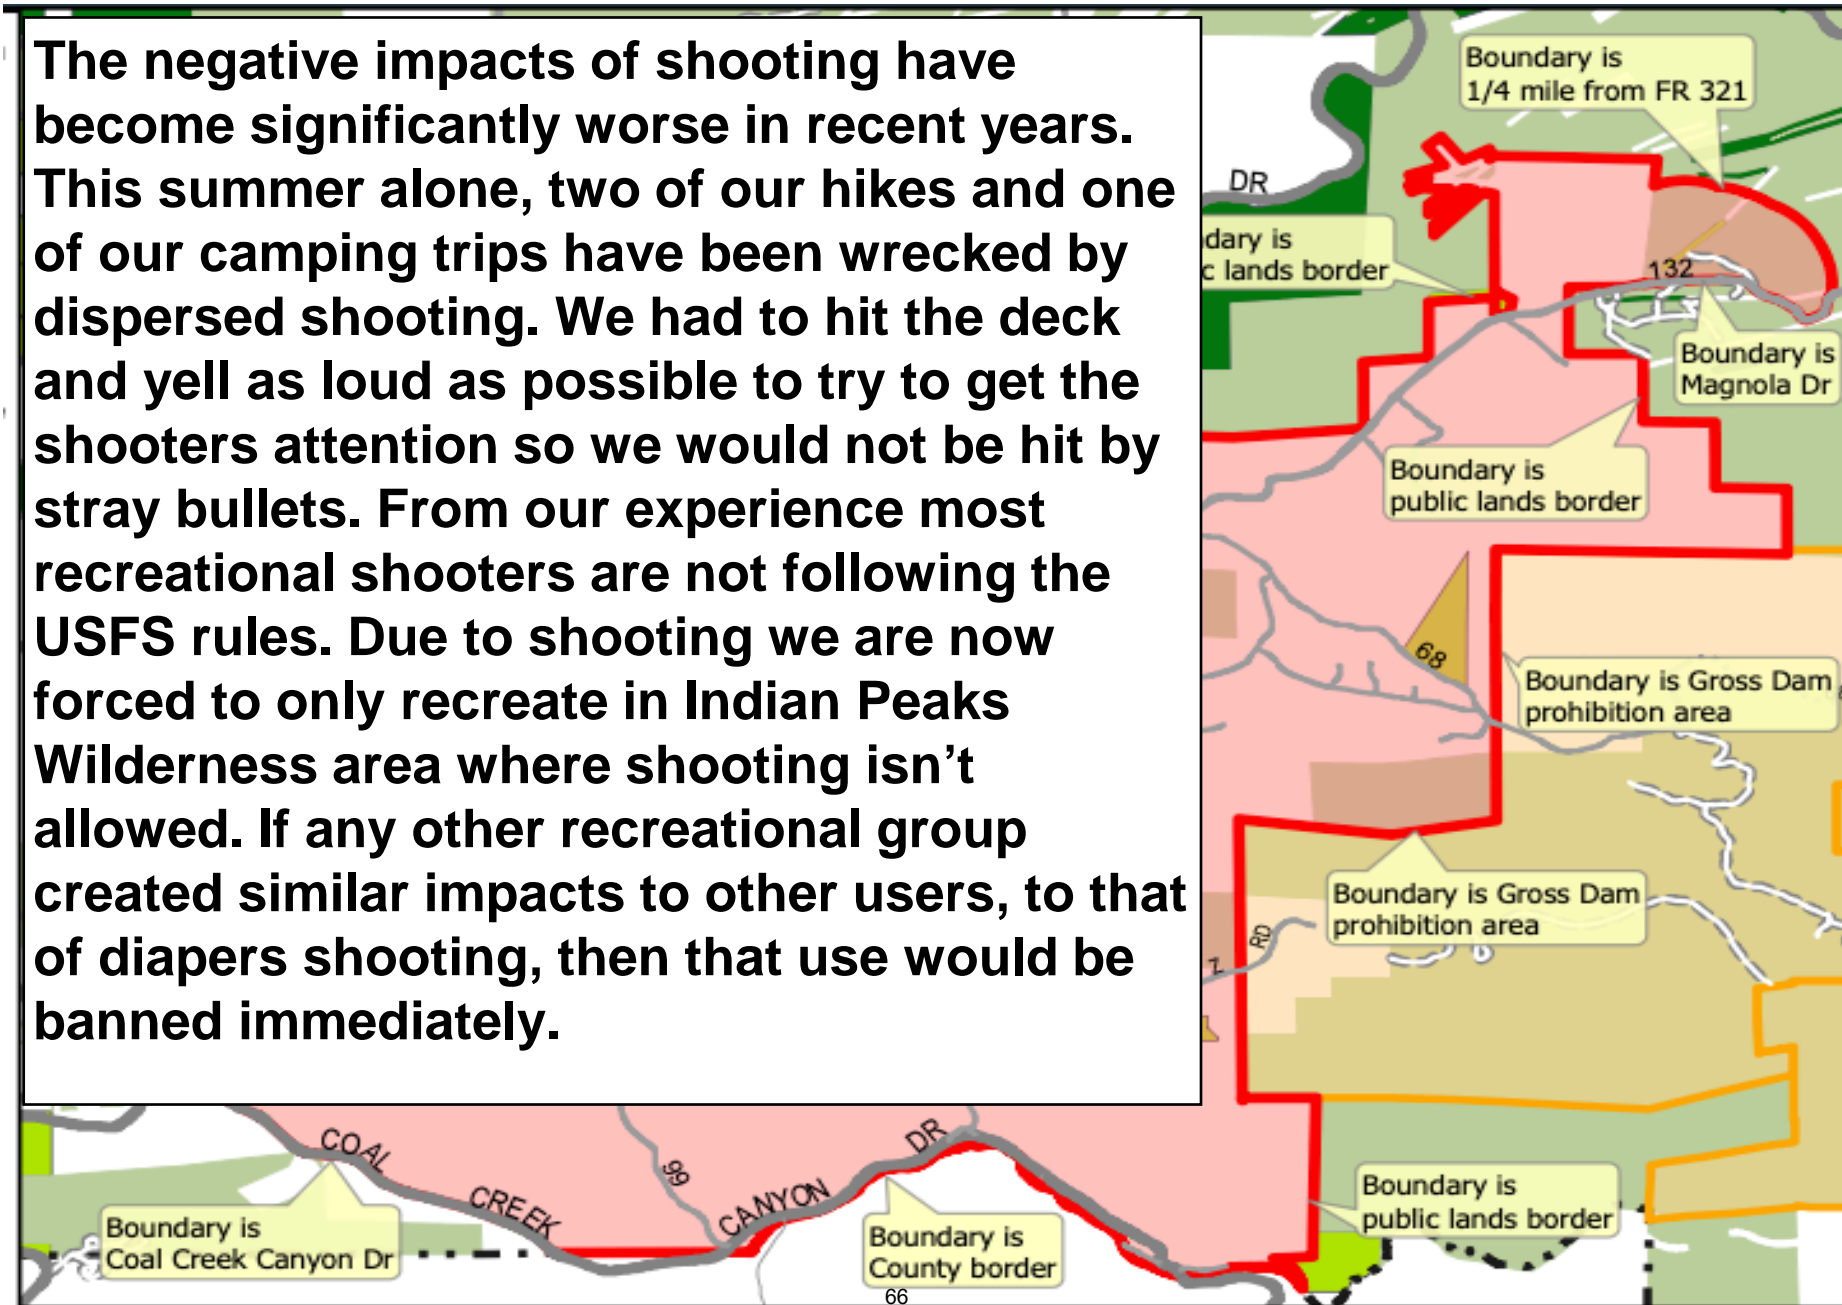 The negative impacts of shooting have
become significantly worse in recent years.
This summer alone, two of our hikes and one
of our camping trips have been wrecked by
dispersed shooting. We had to hit the deck
and yell as loud as possible to try to get the
shooters attention so we would not be hit by
stray bullets. From our experience most
recreational shooters are not following the
USFS rules. Due to shooting we are now
forced to only recreate in Indian Peaks
Wilderness area where shooting isn’t
allowed. If any other recreational group
created similar impacts to other users, to that
of diapers shooting, then that use would be
banned immediately.
Boundary is
1/4 mile from FR 321
DR
dary is
c lands border
132
Boundary is
Magnola Dr
Boundary is
public lands border
68
Boundary is Gross Dam
prohibition area
Boundary is Gross Dam
prohibition area
RD
Z
COAL
CREEK
CANYON
DR
99
Boundary is
Coal Creek Canyon Dr
Boundary is
County border
Boundary is
public lands border
66